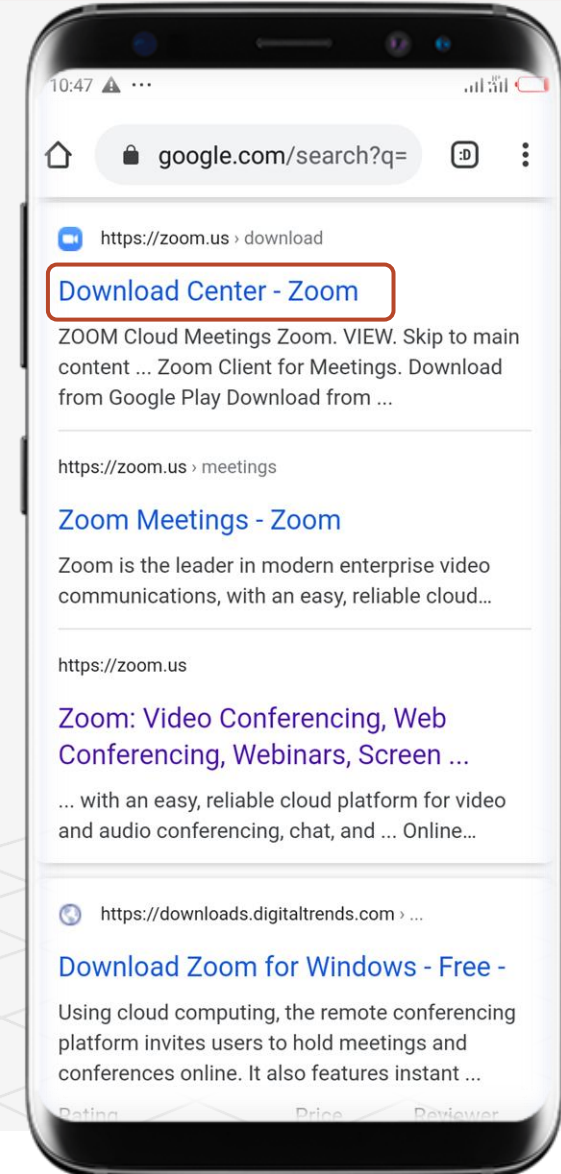 10:47 ...
google.com/search?q=
:D
https://zoom.us › download
Download Center - Zoom
ZOOM Cloud Meetings Zoom. VIEW. Skip to main
content ... Zoom Client for Meetings. Download
from Google Play Download from ...
https://zoom.us › meetings
Zoom Meetings - Zoom
Zoom is the leader in modern enterprise video
communications, with an easy, reliable cloud...
https://zoom.us
Zoom: Video Conferencing, Web
Conferencing, Webinars, Screen ...
... with an easy, reliable cloud platform for video
and audio conferencing, chat, and ... Online...
https://downloads.digitaltrends.com › ...
Download Zoom for Windows - Free -
Using cloud computing, the remote conferencing
platform invites users to hold meetings and
conferences online. It also features instant ...
Rating Price Reviewer